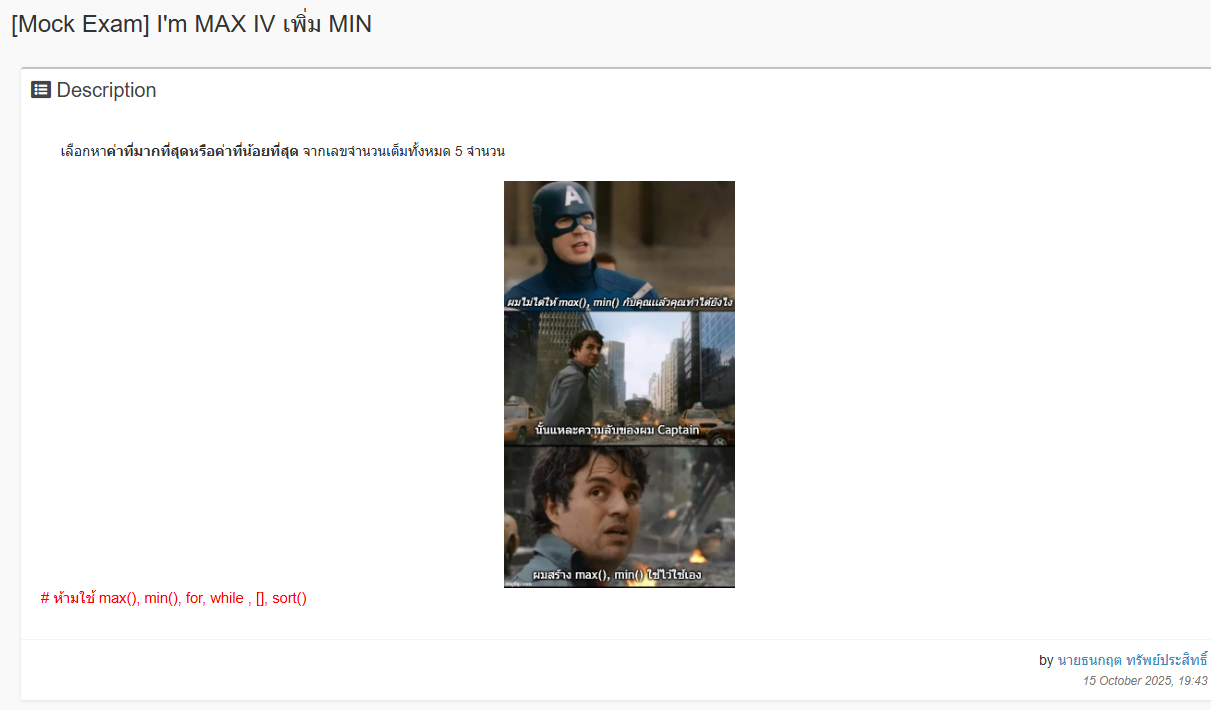 [Mock Exam] I'm MAX IV เพิ่ม MIN
Description
เลือกหาค่าที่มากที่สุดหรือค่าที่น้อยที่สุด จากเลขจำนวนเต็มทั้งหมด 5 จำนวน
A
ผมไม่ได้ให้ max(), min() กับคุณแล้วคุณทำได้ยังไง
นั้นแหละความลับของผม Captain
ผมสร้าง max(), min() ใช้ไว้ใช้เอง
imgflip.com
# ห้ามใช้ max(), min(), for, while , [], sort()
by นายธนกฤต ทรัพย์ประสิทธิ์
15 October 2025, 19:43